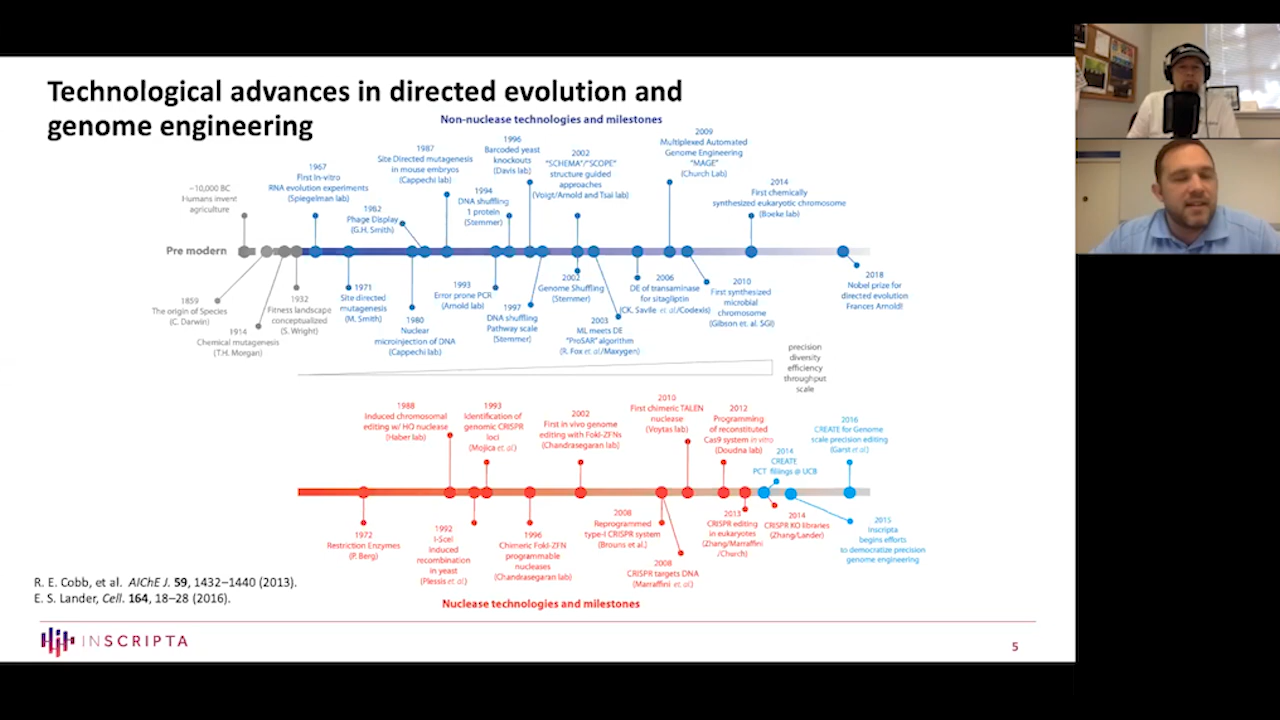 Technological advances in directed evolution and
genome engineering
Non-nuclease technologies and milestones
~10,000 BC
Humans invent
agriculture
1967
First In-vitro
RNA evolution experiments
(Spiegelman lab)
1962
Phage Display
(G.H. Smith)
1987
Site Directed mutagenesis
in mouse embryos
(Cappechi lab)
1994
DNA shuffling
1 protein
(Stemmer)
1996
Barcoded yeast
knockouts
(Davis lab)
2002
"SCHEMA"/"SCOPE"
structure guided
approaches
(Voigt/Arnold and Tsai lab)
2009
Multiplexed Automated
Genome Engineering
"MAGE"
(Church Lab)
2014
First chemically
synthesized eukaryotic chromosome
(Boeke lab)
Pre modern
1859
The origin of Species
(C. Darwin)
1914
Chemical mutagenesis
(T.H. Morgan)
1932
Fitness landscape
conceptualized
(S. Wright)
1971
Site directed
mutagenesis
(M. Smith)
1980
Nuclear
microinjection of DNA
(Cappechi lab)
1993
Error prone PCR
(Arnold lab)
1997
DNA shuffling
Pathway scale
(Stemmer)
2002
Genome Shuffling
(Stemmer)
2003
ML meets DE
"ProSAR" algorithm
(R. Fox et. al./Maxygen)
2006
DE of transaminase
for sitagliptin
(CK. Savile et. al/Codexis)
2010
First synthesized
microbial
chromosome
(Gibson et. al. SGI)
2018
Nobel prize for
directed evolution
Frances Arnold!
precision
diversity
efficiency
throughput
scale
1988
Induced chromosomal
editing w/ HO nuclease
(Haber lab)
1993
Identification of
genomic CRISPR
loci
(Mojica et. al.)
2002
First in vivo genome
editing with FokI-ZFNs
(Chandrasegaran lab)
2010
First chimeric TALEN
nuclease
(Voytas lab)
2012
Programming
of reconstituted
Cas9 system in vitro
(Doudna lab)
2014
CREATE
PCT filings @ UCB
2016
CREATE for Genome
scale precision editing
(Garst et al.)
1972
Restriction Enzymes
(P. Berg)
1992
I-SceI
induced
recombination
in yeast
(Plessis et. al.)
1996
Chimeric FokI-ZFN
programmable
nucleases
(Chandrasegaran lab)
2008
Reprogrammed
type-I CRISPR system
(Brouns et al.)
2008
CRISPR targets DNA
(Marraffini et. al.)
2013
CRISPR editing
in eukaryotes
(Zhang/Marraffini
/Church)
2014
CRISPR KO libraries
(Zhang/Lander)
2015
Inscripta
begins efforts
to democratize precision
genome engineering
Nuclease technologies and milestones
R. E. Cobb, et al. AIChE J. 59, 1432–1440 (2013).
E. S. Lander, Cell. 164, 18–28 (2016).
INSCRIPTA
5